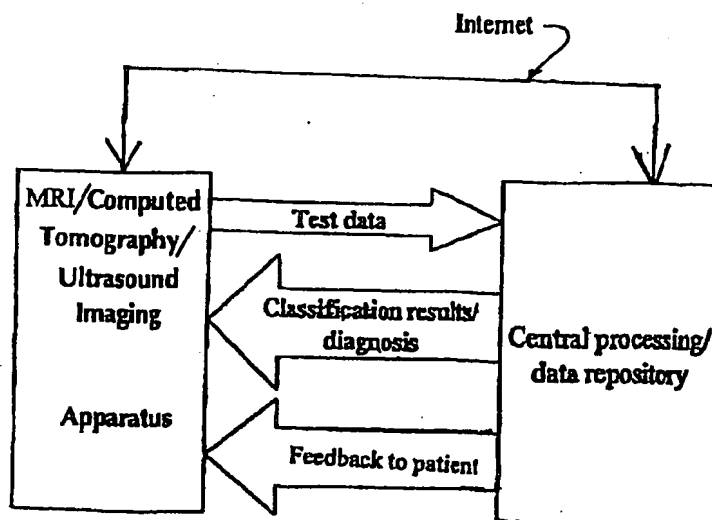 Internet
MRI/Computed
Tomography/
Ultrasound
Imaging
Apparatus
Test data
Classification results/
diagnosis
Feedback to patient
Central processing/
data repository